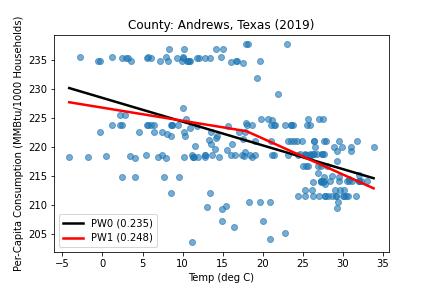 County: Andrews, Texas (2019)
Per-Capita Consumption (MMBtu/1000 Households)
235
230
225
220
215
210
205
PW0 (0.235)
PW1 (0.248)
−5 0 5 10 15 20 25 30 35
Temp (deg C)